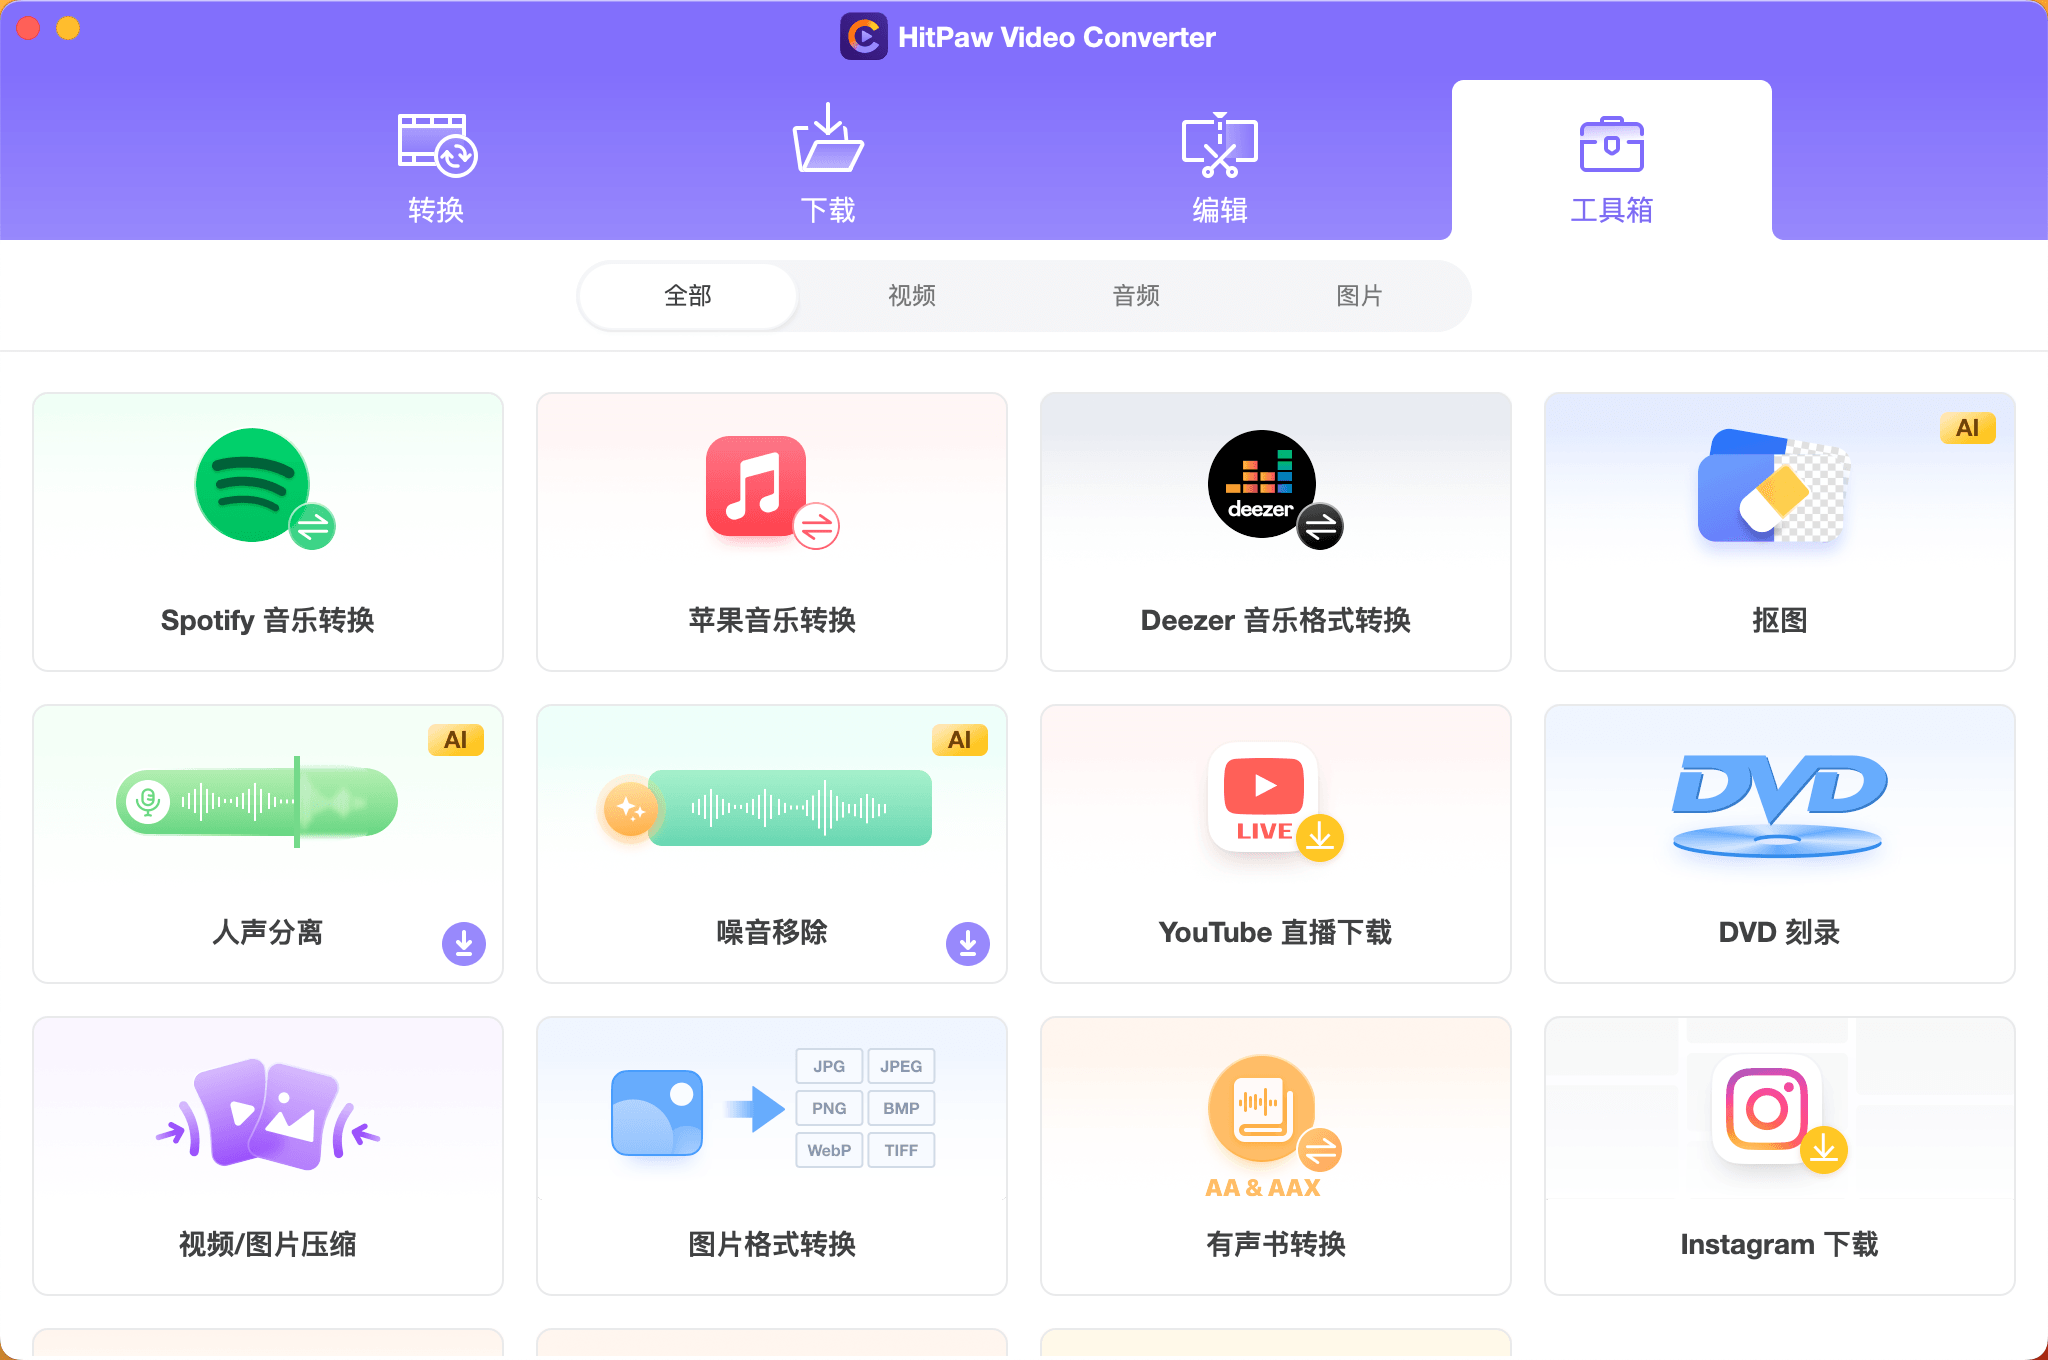 HitPaw Video Converter
转换
下载
编辑
工具箱
全部
视频
音频
图片
deezer
AI
Spotify 音乐转换
苹果音乐转换
Deezer 音乐格式转换
抠图
AI
AI
LIVE
DVD
人声分离
噪音移除
YouTube 直播下载
DVD 刻录
JPG
JPEG
PNG
BMP
WebP
TIFF
AA & AAX
视频/图片压缩
图片格式转换
有声书转换
Instagram 下载